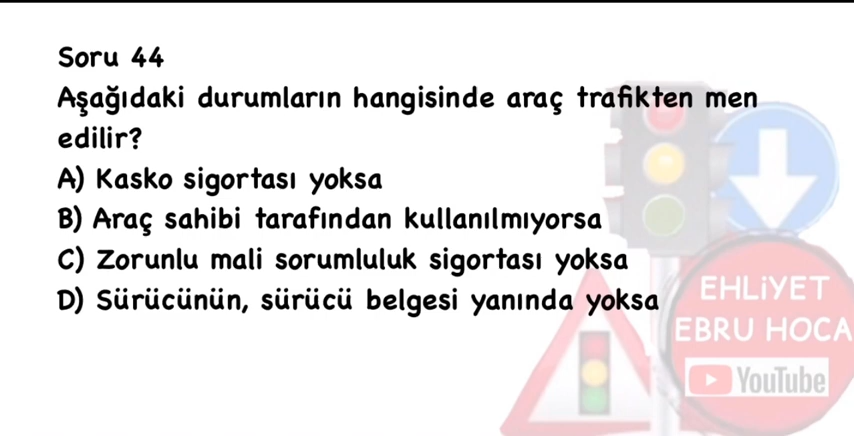 Soru 44
Aşağıdaki durumların hangisinde araç trafikten men
edilir?
A) Kasko sigortası yoksa
B) Araç sahibi tarafından kullanılmıyorsa
C) Zorunlu mali sorumluluk sigortası yoksa
D) Sürücünün, sürücü belgesi yanında yoksa
EHLİYET
EBRU HOCA
YouTube